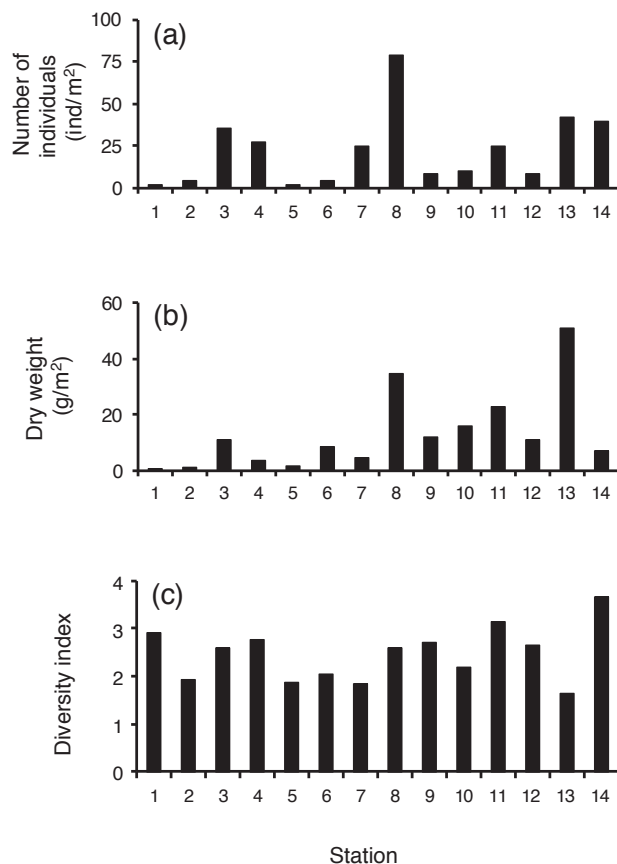 (a)
Number of
individuals
(ind/m²)
100
75
50
25
0
1 2 3 4 5 6 7 8 9 10 11 12 13 14
(b)
Dry weight
(g/m²)
60
40
20
0
1 2 3 4 5 6 7 8 9 10 11 12 13 14
(c)
Diversity index
4
3
2
1
0
1 2 3 4 5 6 7 8 9 10 11 12 13 14
Station